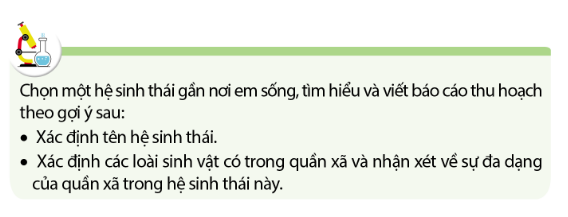 Chọn một hệ sinh thái gần nơi em sống, tìm hiểu và viết báo cáo thu hoạch
theo gợi ý sau:
• Xác định tên hệ sinh thái.
• Xác định các loài sinh vật có trong quần xã và nhận xét về sự đa dạng
của quần xã trong hệ sinh thái này.